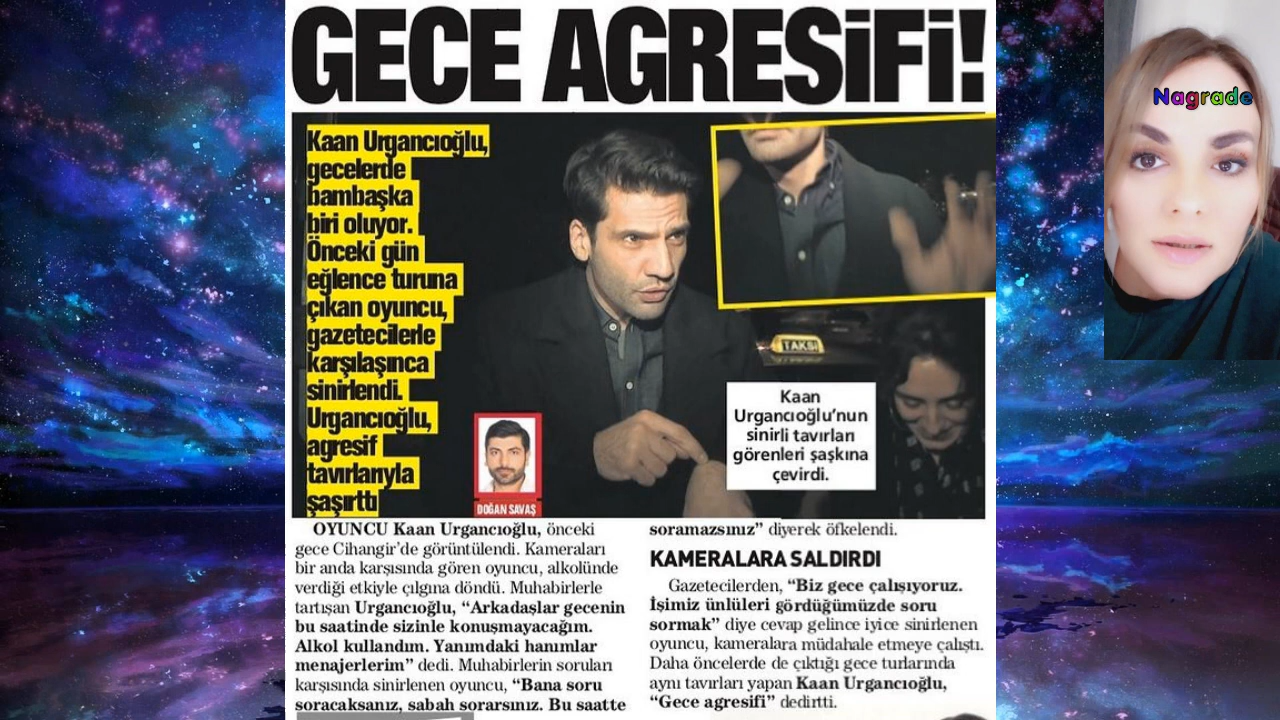 GECE AGRESiFi!
Kaan Urgancıoğlu,
gecelerde
bambaşka
biri oluyor.
Önceki gün
eğlence turuna
çıkan oyuncu,
gazetecilerle
karşılaşınca
sinirlendi.
Urgancıoğlu,
agresif
tavırlarıyla
şaşırttı
DOĞAN SAVAŞ
TAKSi
Kaan
Urgancıoğlu’nun
sinirli tavırları
görenleri şaşkına
çevirdi.
Nagrade
OYUNCU Kaan Urgancıoğlu, önceki
gece Cihangir’de görüntülendi. Kameraları
bir anda karşısında gören oyuncu, alkolünde
verdiği etkiyle çılgına döndü. Muhabirlerle
tartışan Urgancıoğlu, “Arkadaşlar gecenin
bu saatinde sizinle konuşmayacağım.
Alkol kullandım. Yanımdaki hanımlar
menajerlerim” dedi. Muhabirlerin soruları
karşısında sinirlenen oyuncu, “Bana soru
soracaksanız, sabah sorarsınız. Bu saatte
soramazsınız” diyerek öfkelendi.
KAMERALARA SALDIRDI
Gazetecilerden, “Biz gece çalışıyoruz.
İşimiz ünlüleri gördüğümüzde soru
sormak” diye cevap gelince iyice sinirlenen
oyuncu, kameralara müdahale etmeye çalıştı.
Daha öncelerde de çıktığı gece turlarında
aynı tavırları yapan Kaan Urgancıoğlu,
“Gece agresifi” dedirtti.